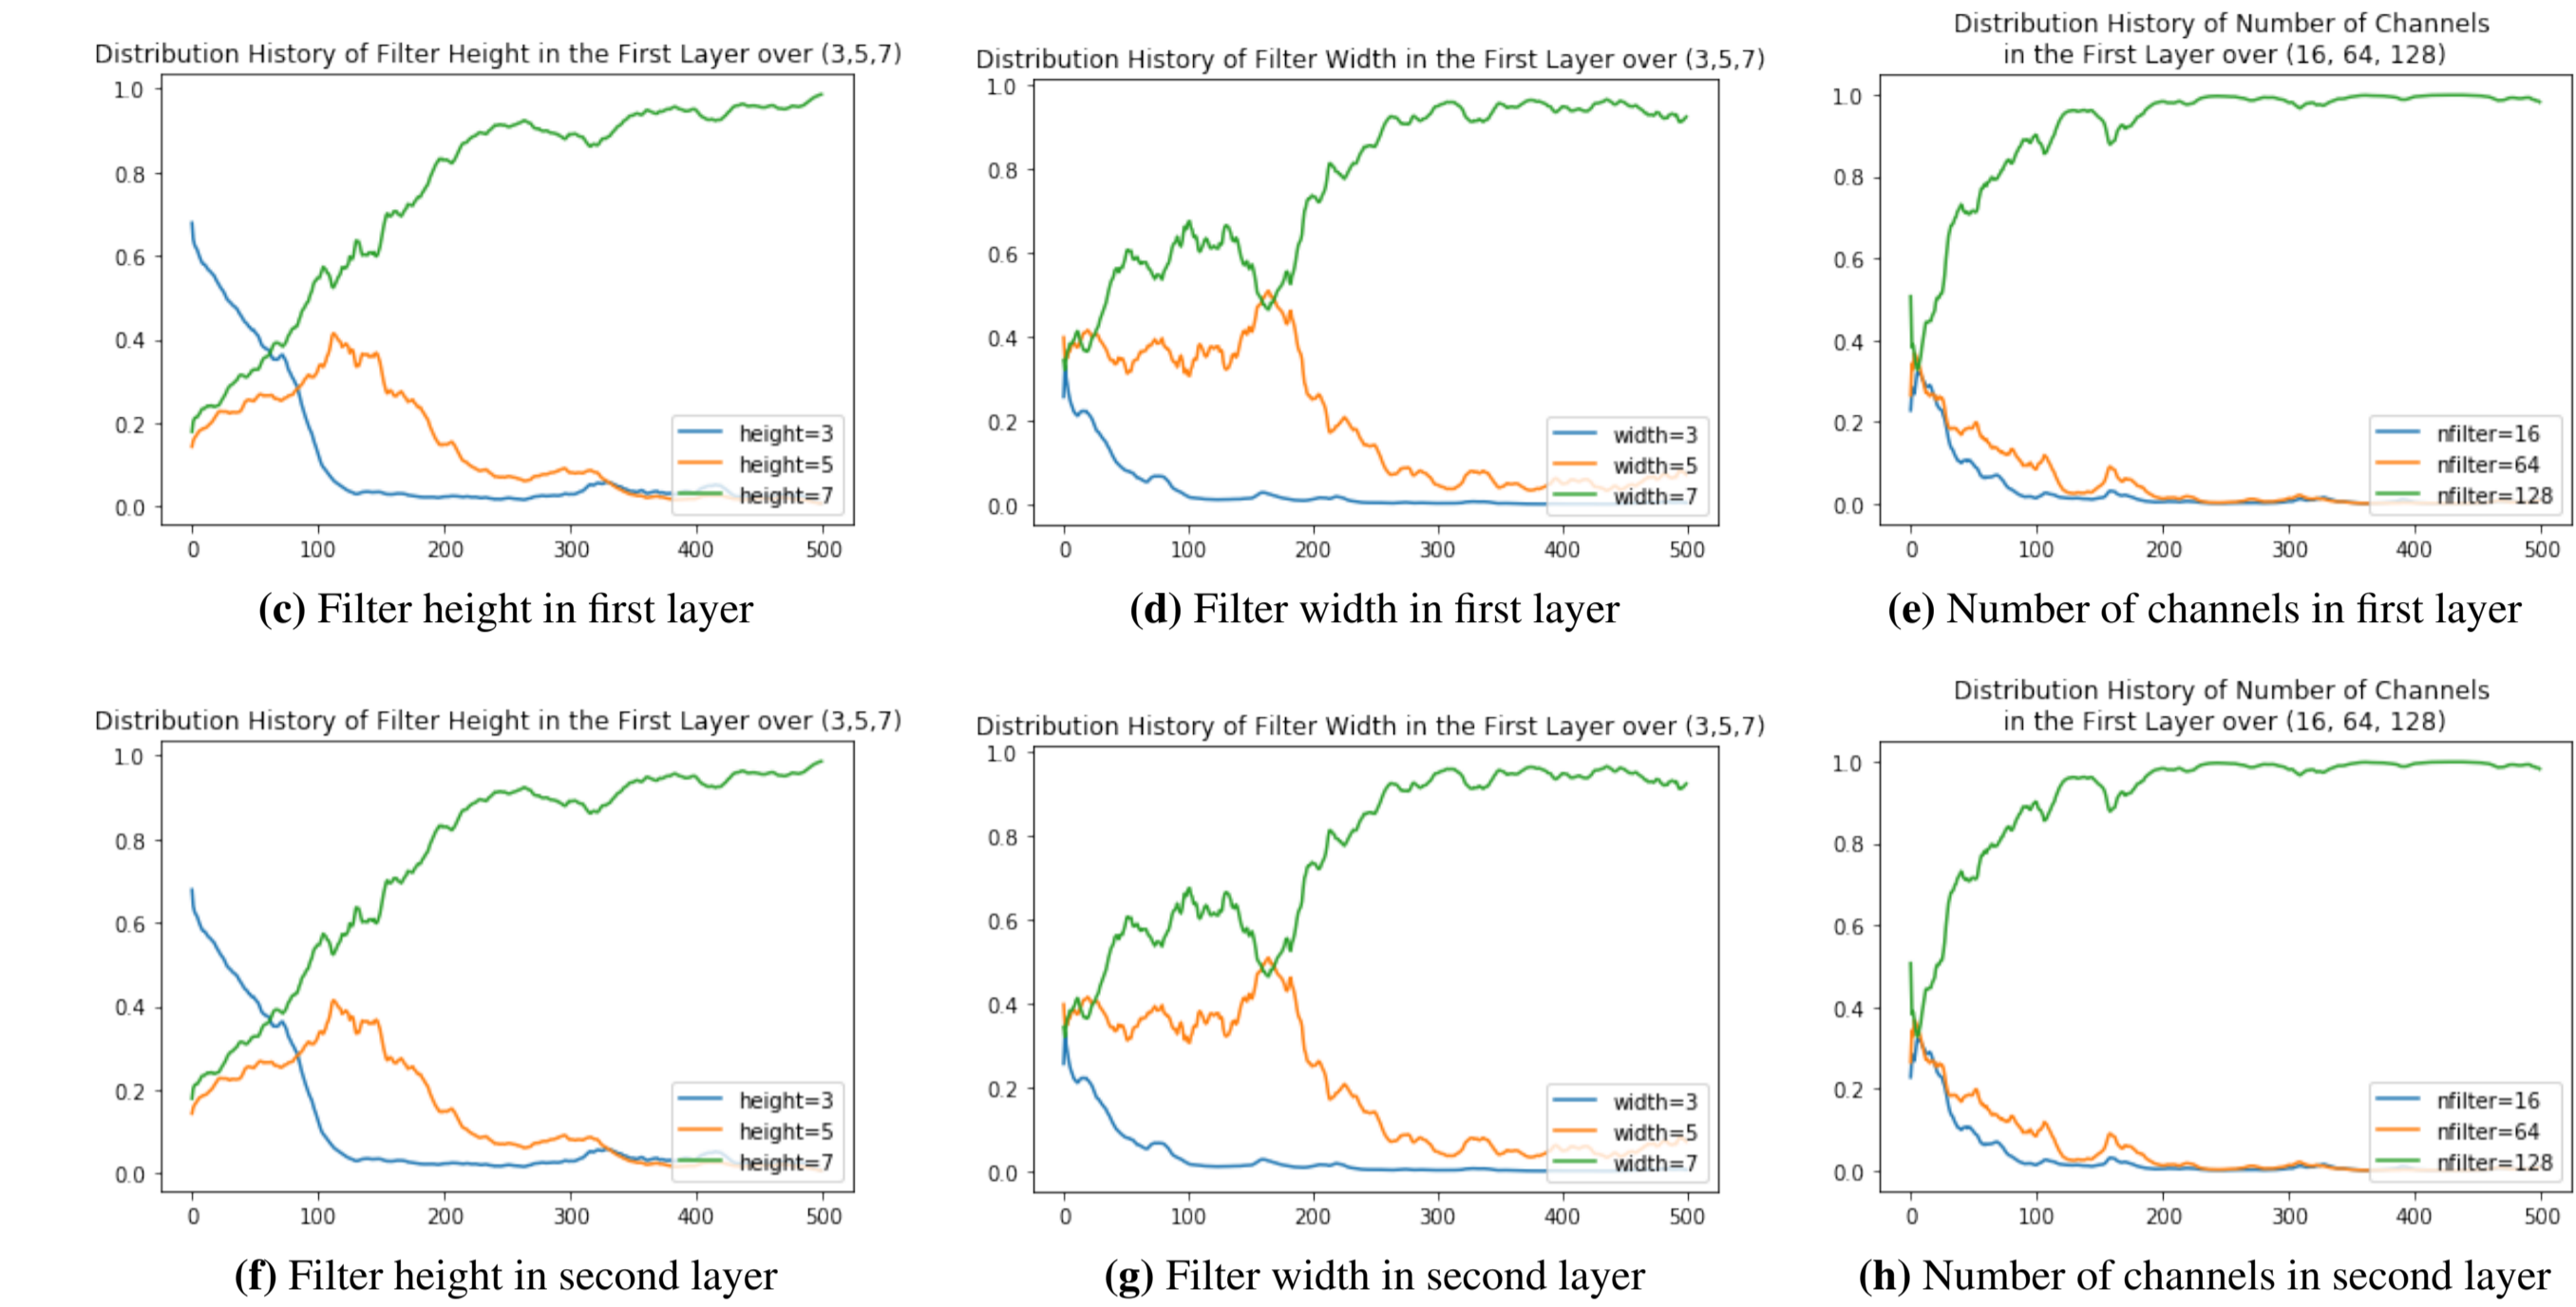 Distribution History of Filter Height in the First Layer over (3,5,7)
1.0
0.8
0.6
0.4
0.2
0.0
height=3
height=5
height=7
0 100 200 300 400 500
(c) Filter height in first layer
Distribution History of Filter Width in the First Layer over (3,5,7)
1.0
0.8
0.6
0.4
0.2
0.0
width=3
width=5
width=7
0 100 200 300 400 500
(d) Filter width in first layer
Distribution History of Number of Channels
in the First Layer over (16, 64, 128)
1.0
0.8
0.6
0.4
0.2
0.0
nfilter=16
nfilter=64
nfilter=128
0 100 200 300 400 500
(e) Number of channels in first layer
Distribution History of Filter Height in the First Layer over (3,5,7)
1.0
0.8
0.6
0.4
0.2
0.0
height=3
height=5
height=7
0 100 200 300 400 500
(f) Filter height in second layer
Distribution History of Filter Width in the First Layer over (3,5,7)
1.0
0.8
0.6
0.4
0.2
0.0
width=3
width=5
width=7
0 100 200 300 400 500
(g) Filter width in second layer
Distribution History of Number of Channels
in the First Layer over (16, 64, 128)
1.0
0.8
0.6
0.4
0.2
0.0
nfilter=16
nfilter=64
nfilter=128
0 100 200 300 400 500
(h) Number of channels in second layer